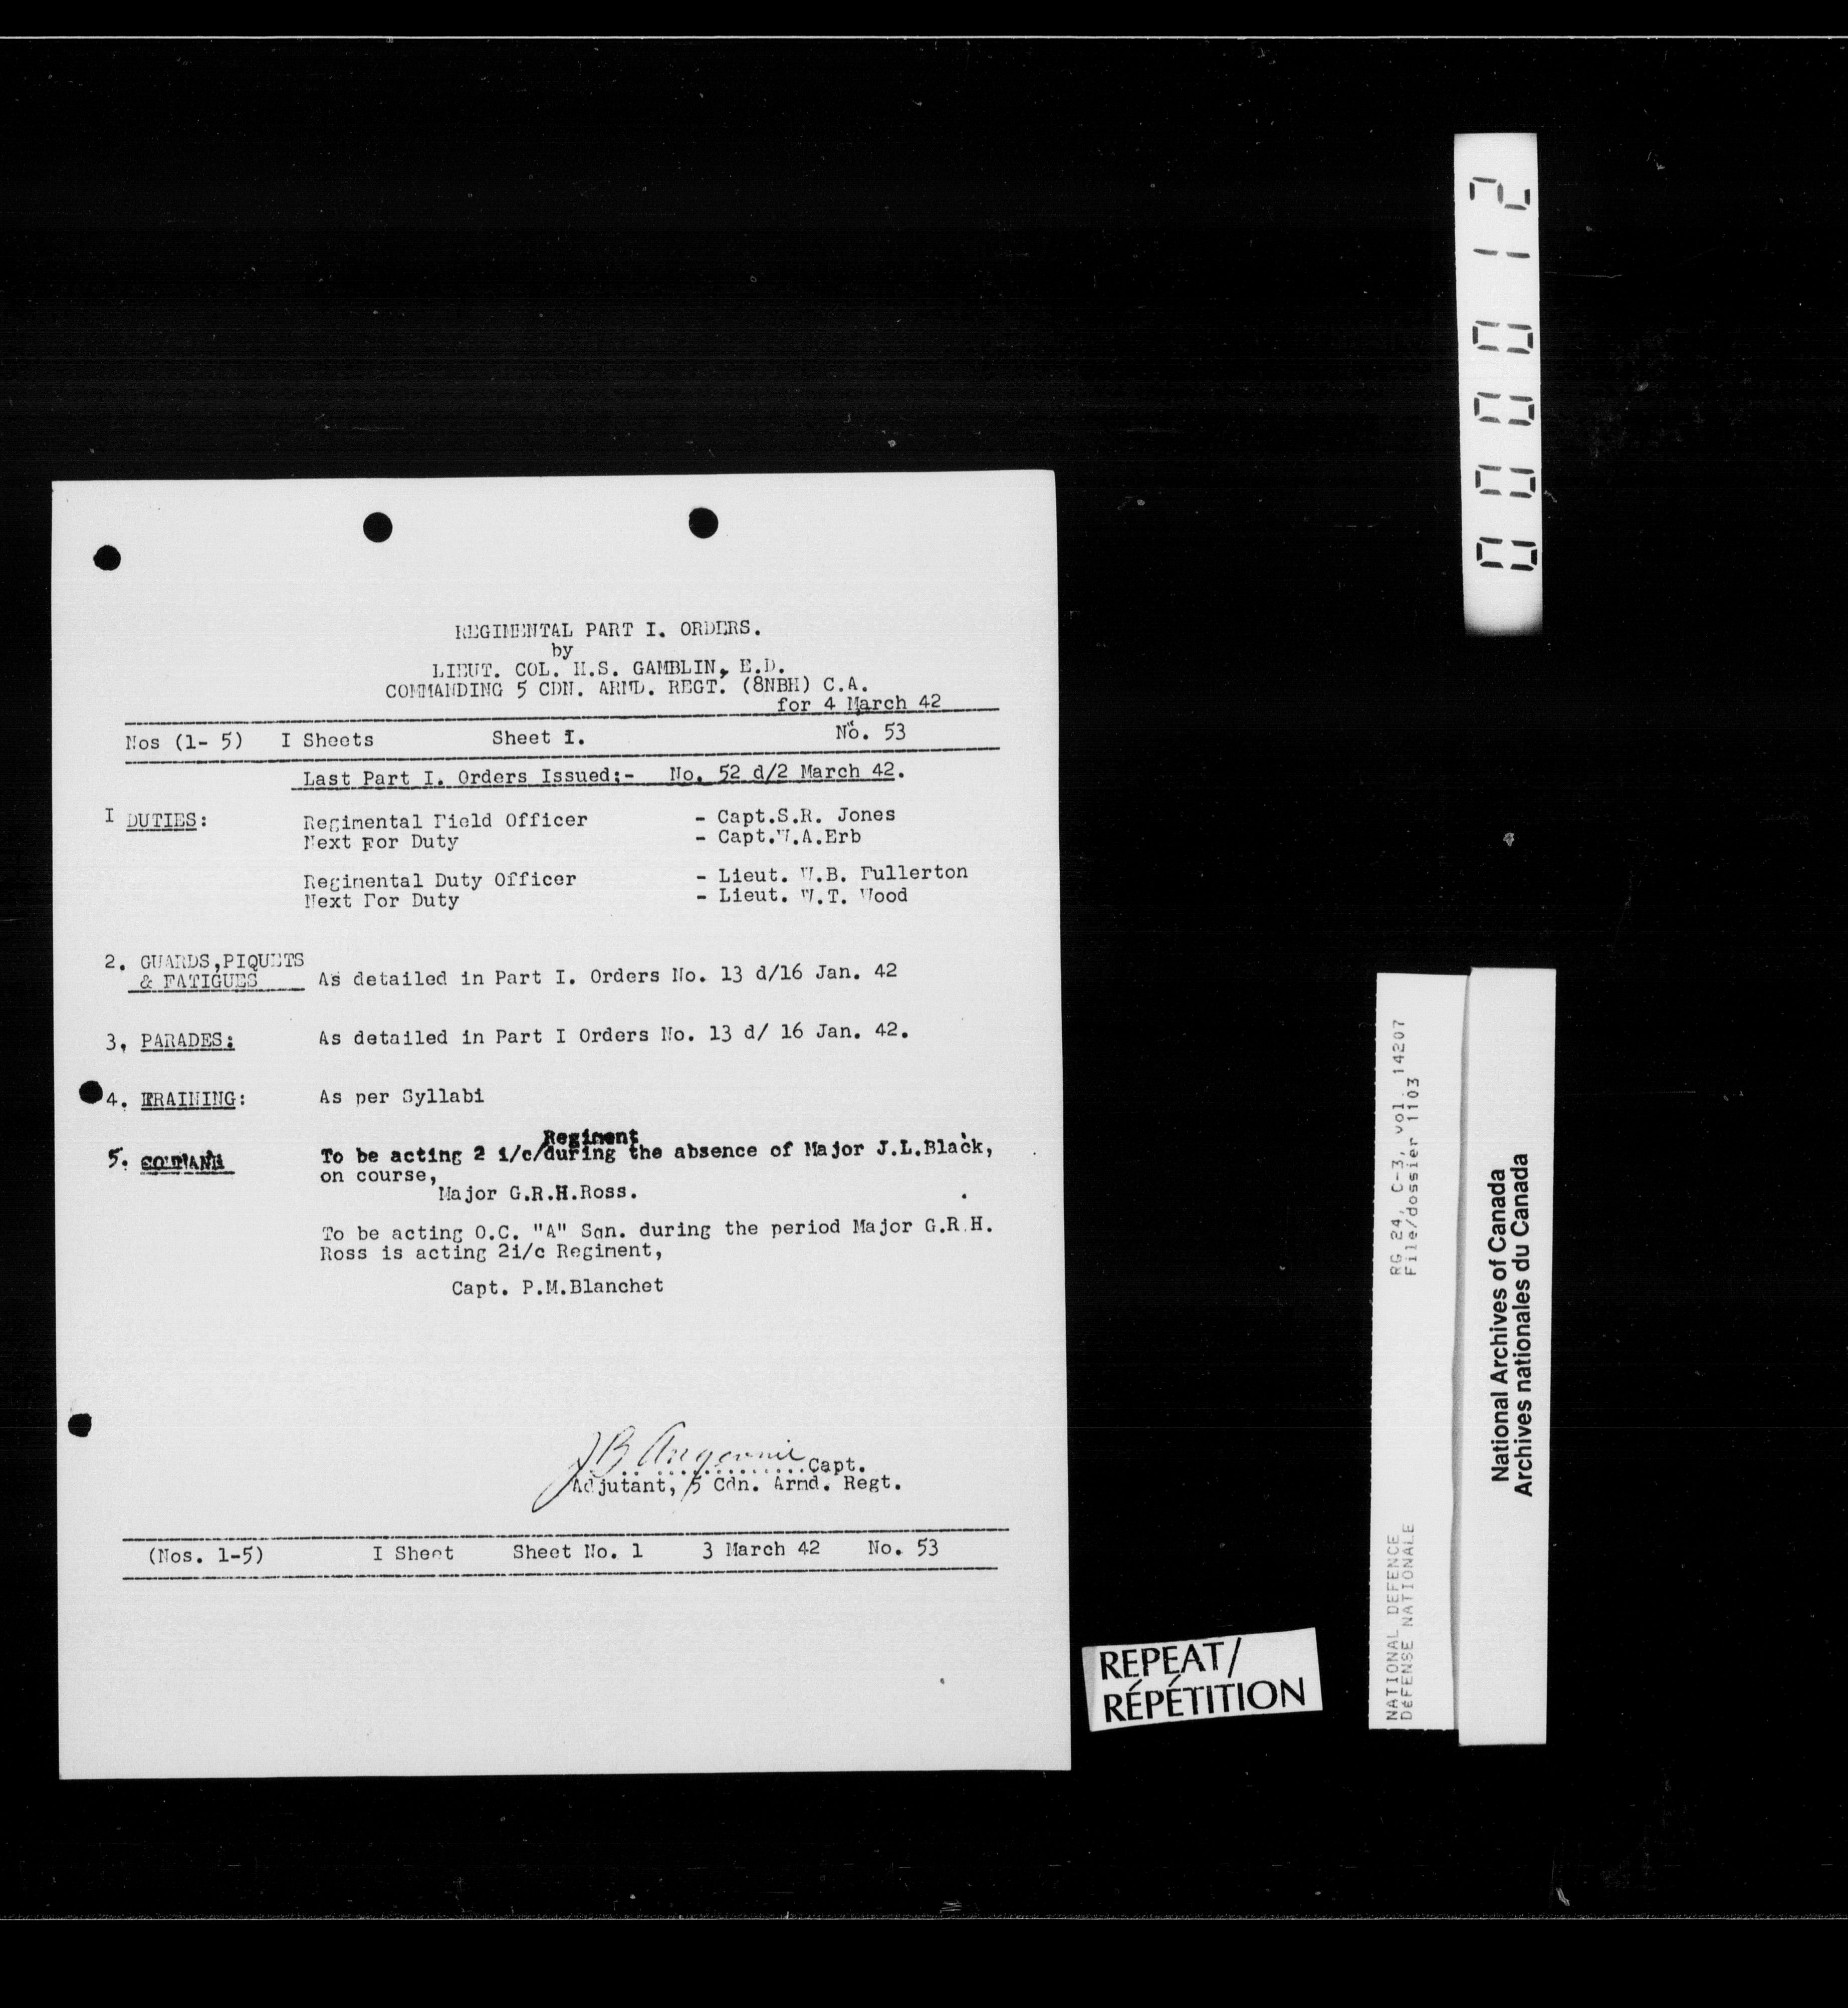 REGIMENTAL PART I. ORDERS.
by
LIEUT. COL. H.S. GAMBLIN, E.D.
COMMANDING 5 CDN. ARMD. REGT. (8NBH) C.A.
for 4 March 42
Nos (1- 5) I Sheets Sheet I. No. 53
Last Part I. Orders Issued:- No. 52 d/2 March 42.
I DUTIES: Regimental Field Officer - Capt.S.R. Jones
Next For Duty - Capt.W.A.Erb
Regimental Duty Officer - Lieut. W.B. Fullerton
Next For Duty - Lieut. W.T. Wood
2. GUARDS,PIQUETS
& FATIGUES As detailed in Part I. Orders No. 13 d/16 Jan. 42
3, PARADES: As detailed in Part I Orders No. 13 d/ 16 Jan. 42.
4. TRAINING: As per Syllabi
Regiment
5. COMMAND To be acting 2 i/c/during the absence of Major J.L.Black,
on course,
Major G.R.H.Ross.
To be acting O.C. "A" Sqn. during the period Major G.R.H.
Ross is acting 2i/c Regiment,
Capt. P.M.Blanchet
Capt.
Adjutant, 5 Cdn. Armd. Regt.
(Nos. 1-5) I Sheet Sheet No. 1 3 March 42 No. 53
REPEAT/
RÉPÉTITION
000012
RG 24, C-3, vol. 14207
File/dossier 1103
NATIONAL DEFENCE
DéFENSE NATIONALE
National Archives of Canada
Archives nationales du Canada